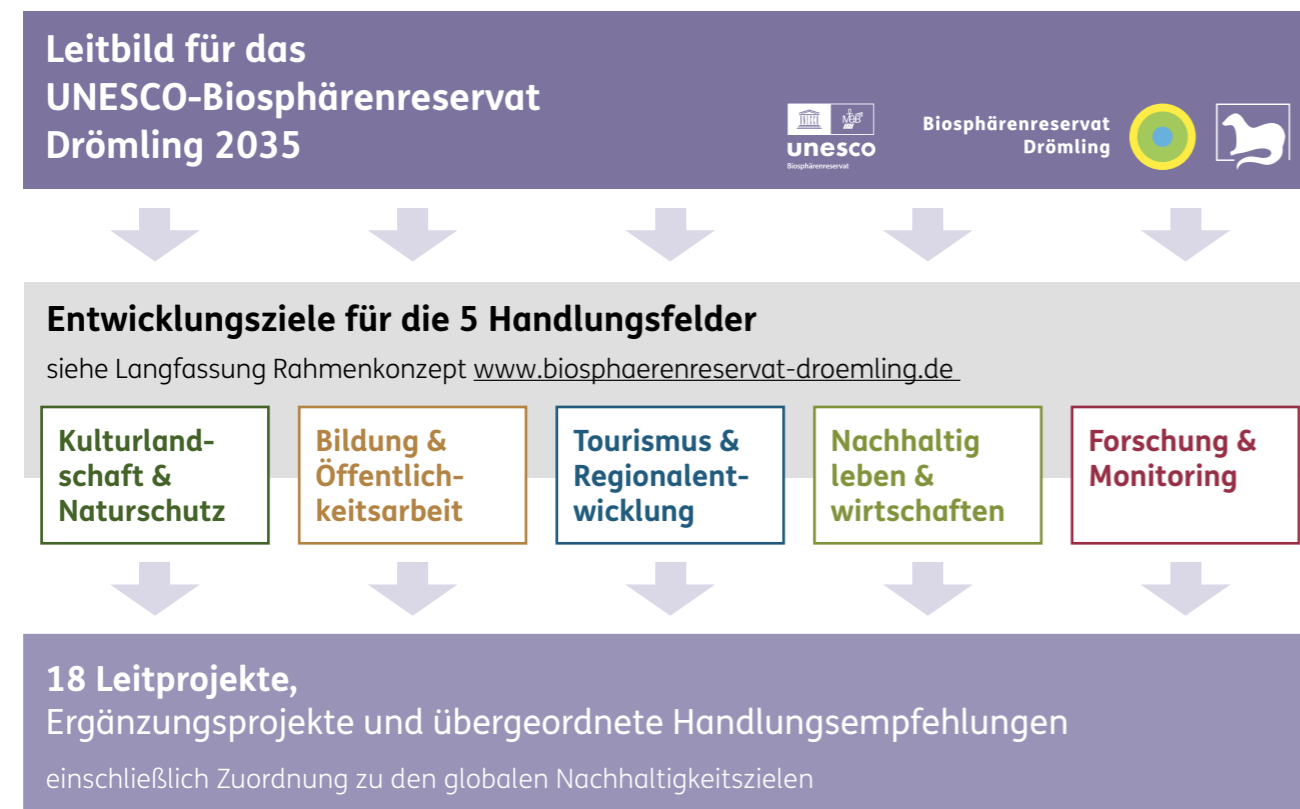 Leitbild für das
UNESCO-Biosphärenreservat
Drömling 2035
unesco
Biosphärenreservat
Biosphärenreservat
Drömling
Entwicklungsziele für die 5 Handlungsfelder
siehe Langfassung Rahmenkonzept www.biosphaerenreservat-droemling.de
Kulturland-
schaft &
Naturschutz
Bildung &
Öffentlich-
keitsarbeit
Tourismus &
Regionalent-
wicklung
Nachhaltig
leben &
wirtschaften
Forschung &
Monitoring
18 Leitprojekte,
Ergänzungsprojekte und übergeordnete Handlungsempfehlungen
einschließlich Zuordnung zu den globalen Nachhaltigkeitszielen